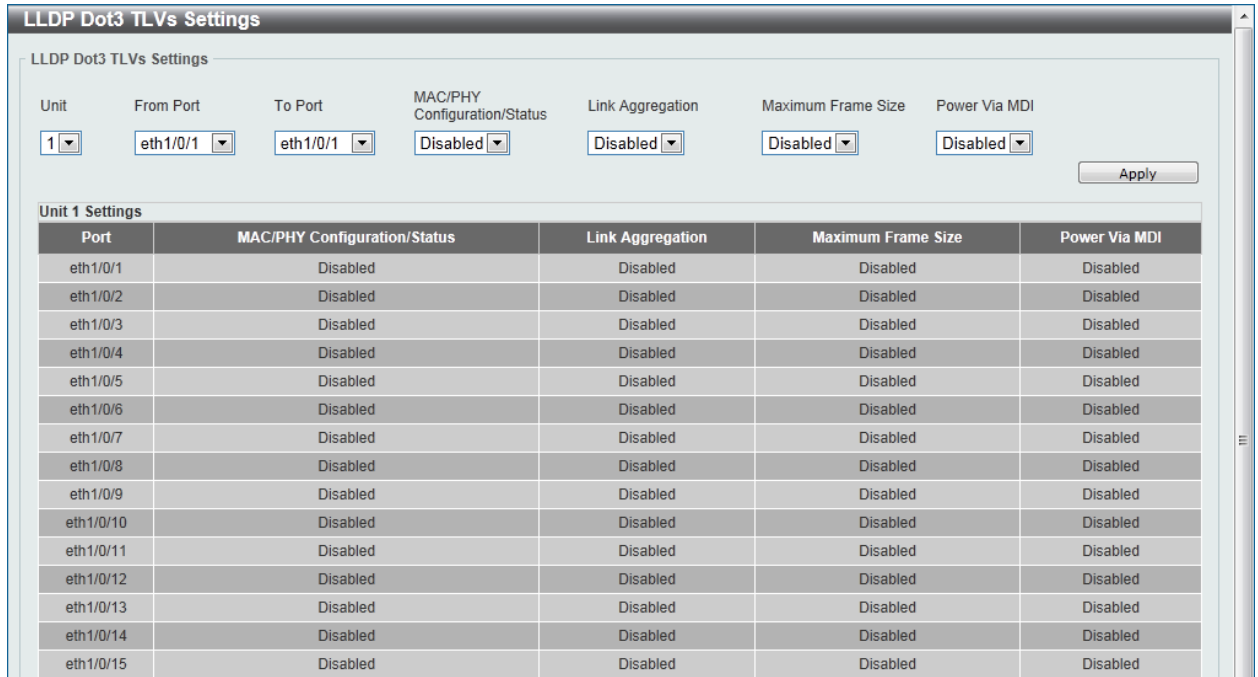 LLDP Dot3 TLVs Settings
LLDP Dot3 TLVs Settings
Unit From Port To Port MAC/PHY Configuration/Status Link Aggregation Maximum Frame Size Power Via MDI
1 eth1/0/1 eth1/0/1 Disabled Disabled Disabled Disabled
Apply
Unit 1 Settings
Port MAC/PHY Configuration/Status Link Aggregation Maximum Frame Size Power Via MDI
eth1/0/1 Disabled Disabled Disabled Disabled
eth1/0/2 Disabled Disabled Disabled Disabled
eth1/0/3 Disabled Disabled Disabled Disabled
eth1/0/4 Disabled Disabled Disabled Disabled
eth1/0/5 Disabled Disabled Disabled Disabled
eth1/0/6 Disabled Disabled Disabled Disabled
eth1/0/7 Disabled Disabled Disabled Disabled
eth1/0/8 Disabled Disabled Disabled Disabled
eth1/0/9 Disabled Disabled Disabled Disabled
eth1/0/10 Disabled Disabled Disabled Disabled
eth1/0/11 Disabled Disabled Disabled Disabled
eth1/0/12 Disabled Disabled Disabled Disabled
eth1/0/13 Disabled Disabled Disabled Disabled
eth1/0/14 Disabled Disabled Disabled Disabled
eth1/0/15 Disabled Disabled Disabled Disabled